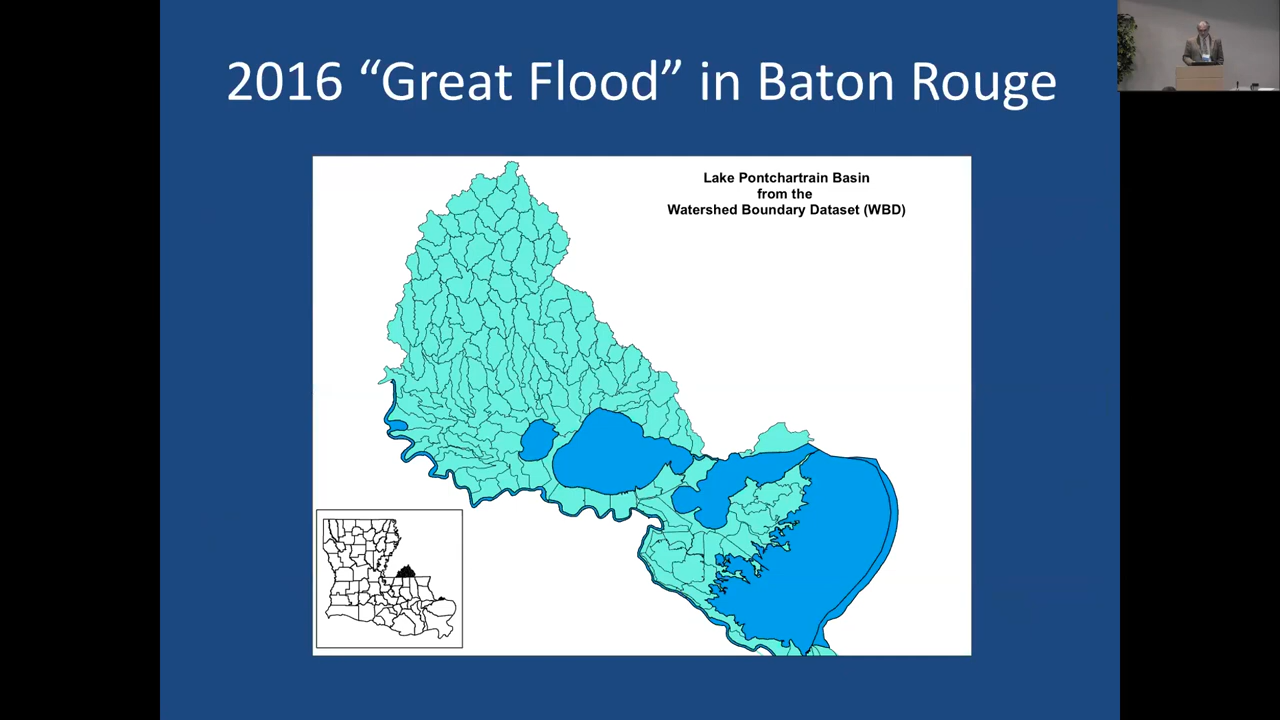 2016 “Great Flood” in Baton Rouge
Lake Pontchartrain Basin
from the
Watershed Boundary Dataset (WBD)